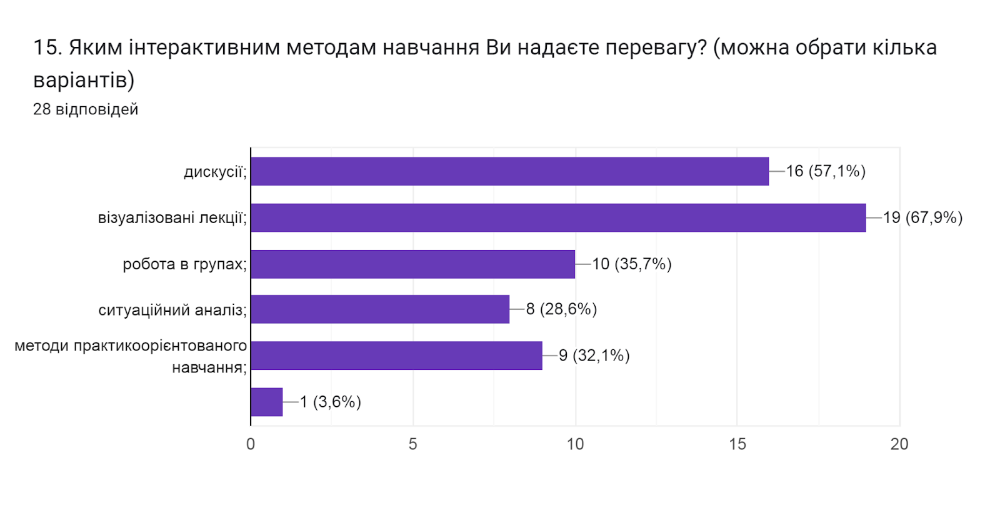 15. Яким інтерактивним методам навчання Ви надаєте перевагу? (можна обрати кілька
варіантів)
28 відповідей
дискусії;
16 (57,1%)
візуалізовані лекції;
19 (67,9%)
робота в групах;
10 (35,7%)
ситуаційний аналіз;
8 (28,6%)
методи практикоорієнтованого
навчання;
9 (32,1%)
1 (3,6%)
0 5 10 15 20